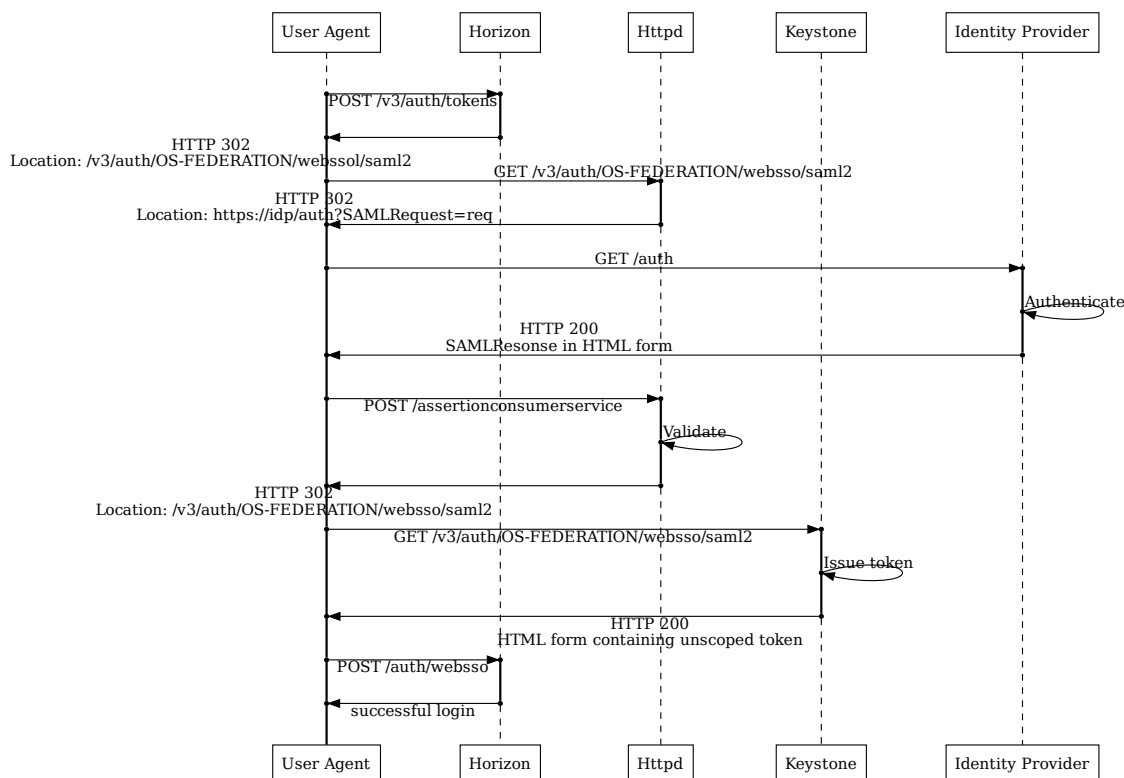 User Agent
Horizon
Httpd
Keystone
Identity Provider
POST /v3/auth/tokens
HTTP 302
Location: /v3/auth/OS-FEDERATION/webssol/saml2
GET /v3/auth/OS-FEDERATION/websso/saml2
HTTP 302
Location: https://idp/auth?SAMLRequest=req
GET /auth
Authenticate
HTTP 200
SAMLResonse in HTML form
POST /assertionconsumerservice
Validate
HTTP 302
Location: /v3/auth/OS-FEDERATION/websso/saml2
GET /v3/auth/OS-FEDERATION/websso/saml2
Issue token
HTTP 200
HTML form containing unscoped token
POST /auth/websso
successful login
User Agent
Horizon
Httpd
Keystone
Identity Provider